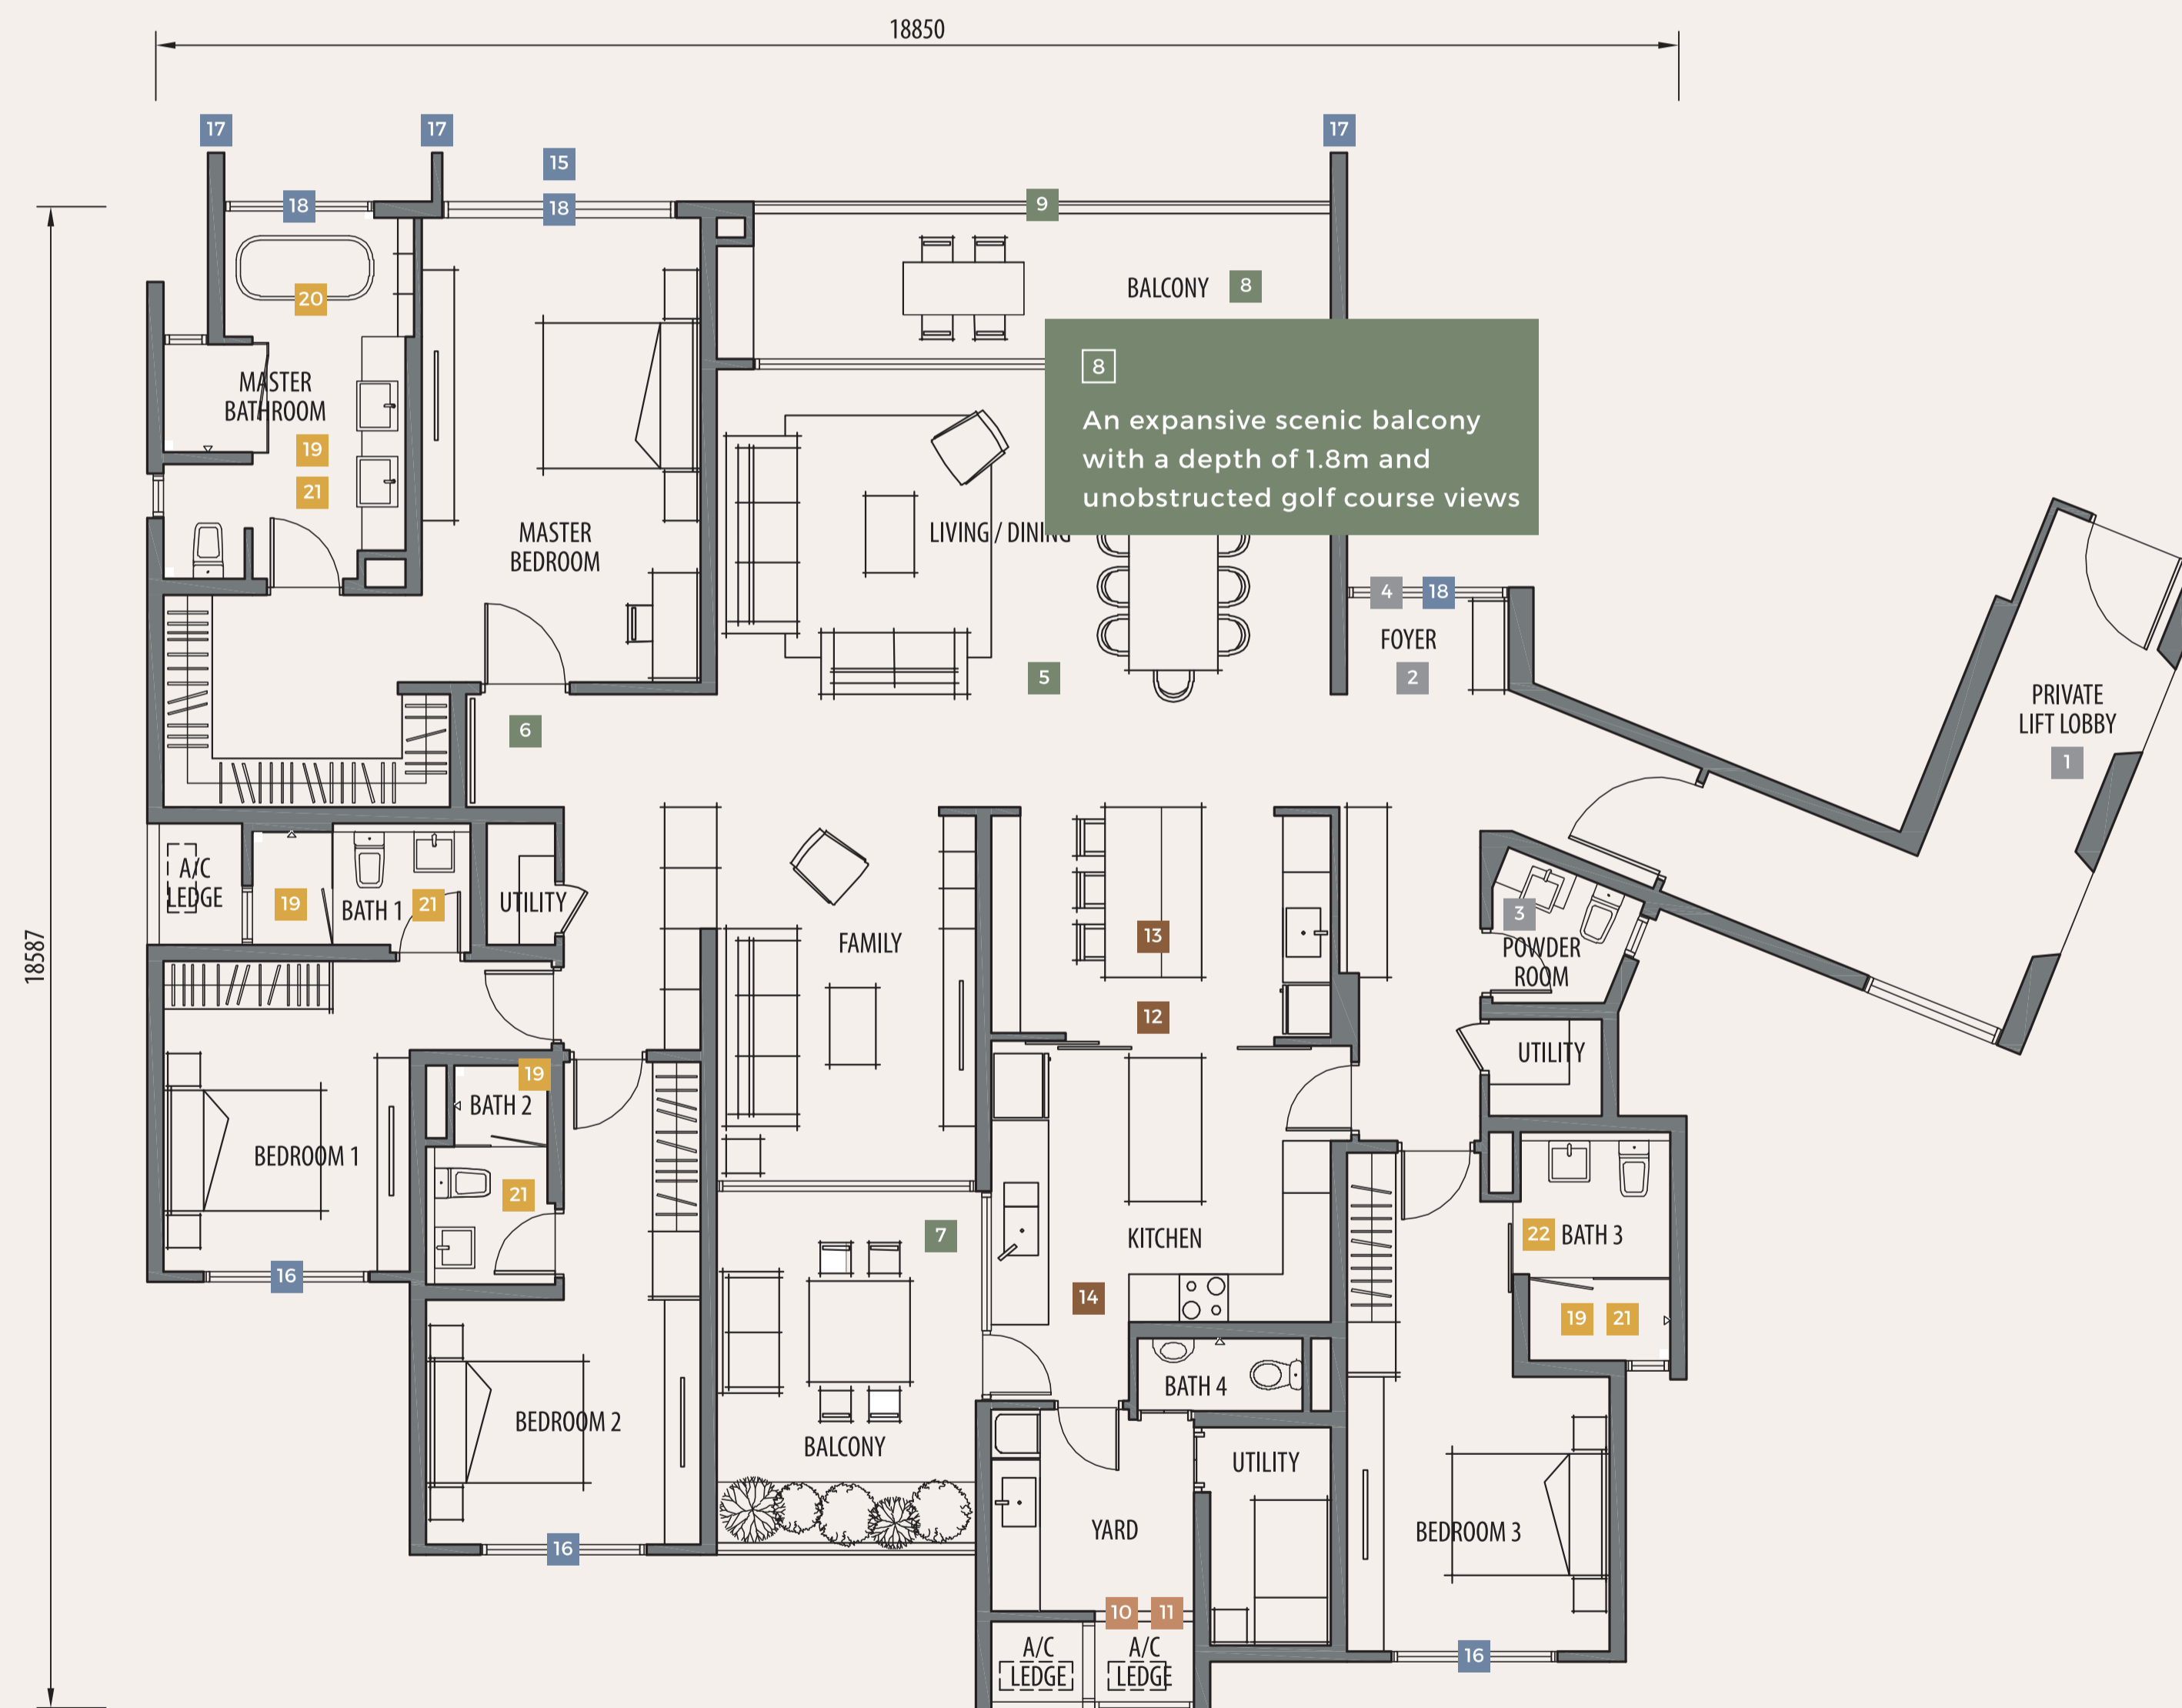 18850
17
17
15
17
18
18
9
BALCONY
8
20
8
An expansive scenic balcony
with a depth of 1.8m and
unobstructed golf course views
MASTER
BATHROOM
19
21
MASTER
BEDROOM
LIVING / DINING
4
18
FOYER
2
5
6
PRIVATE
LIFT LOBBY
1
A/C
LEDGE
19
BATH 1
21
UTILITY
FAMILY
13
12
3
POWDER
ROOM
18587
UTILITY
19
BATH 2
BEDROOM 1
21
7
KITCHEN
22
BATH 3
16
14
19
21
BATH 4
BEDROOM 2
BALCONY
UTILITY
YARD
BEDROOM 3
16
10
11
A/C
LEDGE
A/C
LEDGE
16